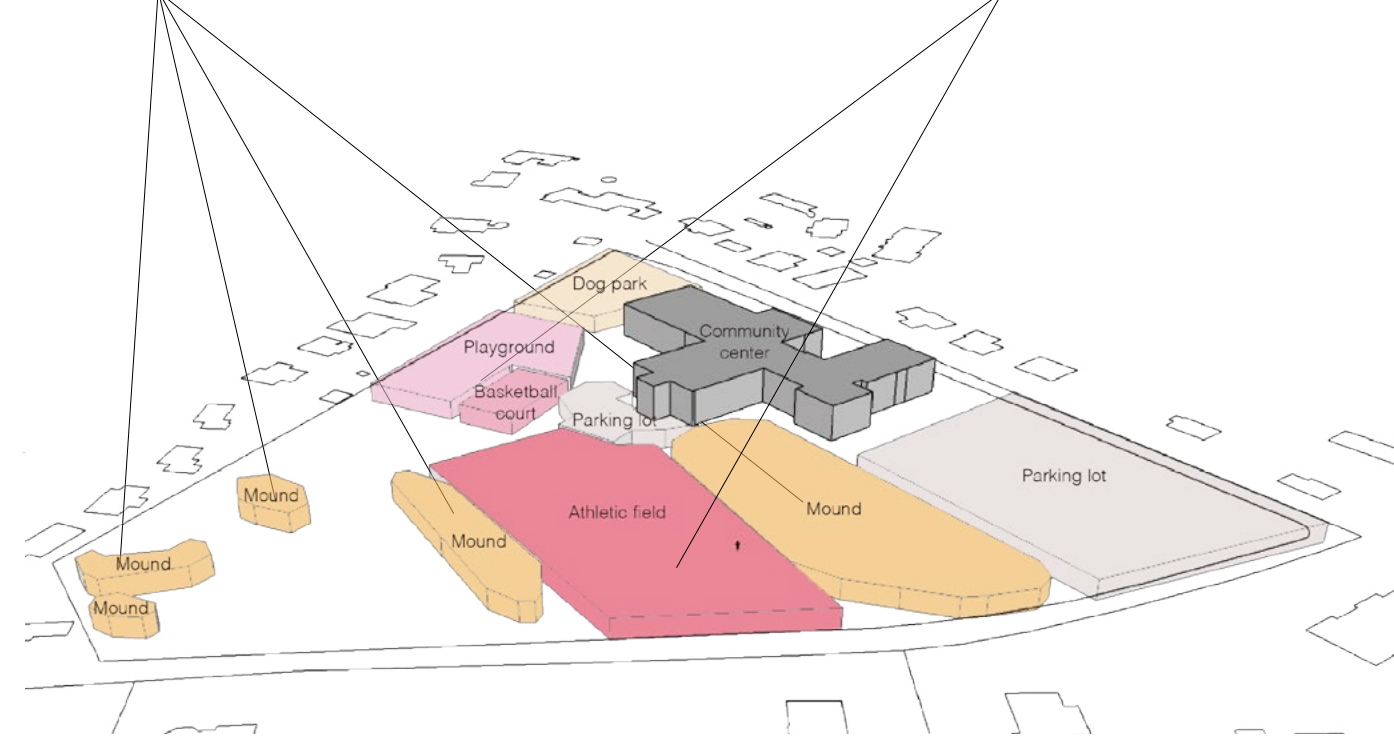 Dog park
Community
center
Playground
Basketball
court
Parking lot
Parking lot
Mound
Mound
Athletic field
Mound
Mound
Mound